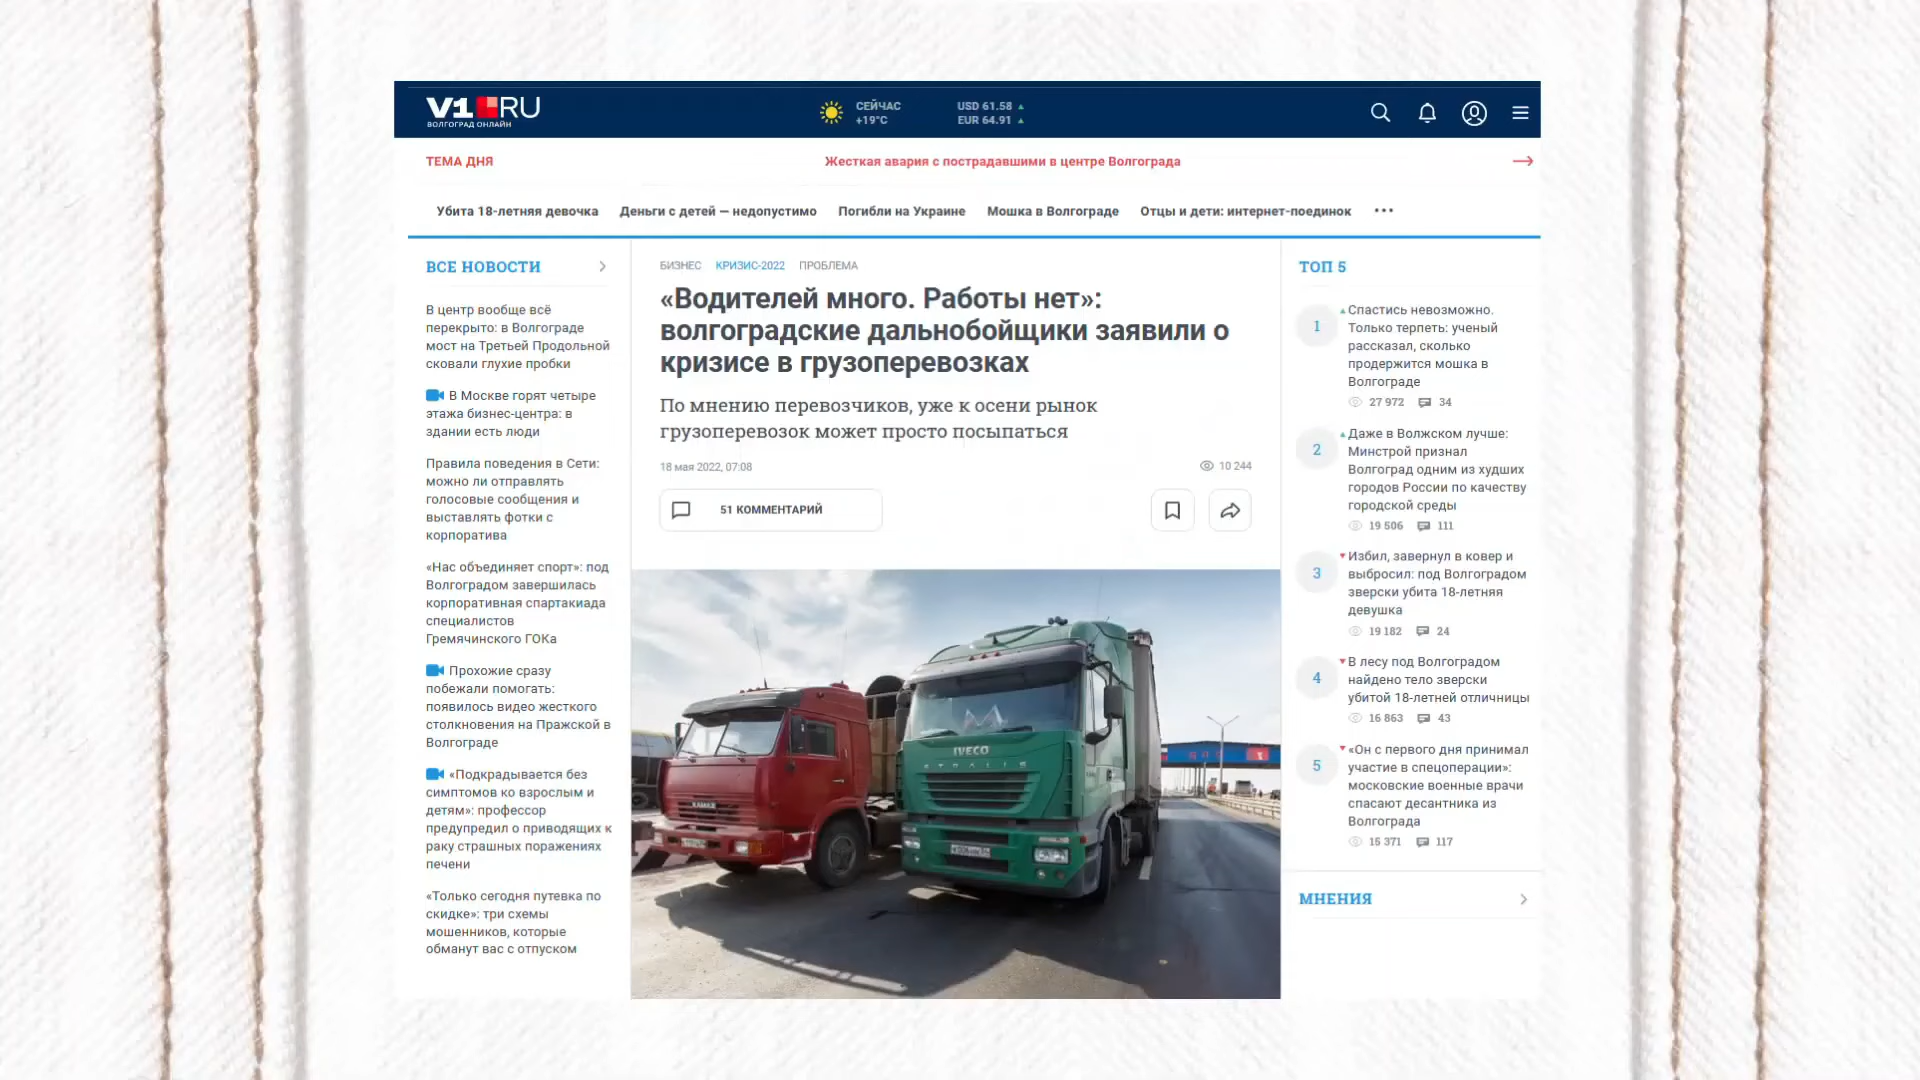 V1 RU
ВОЛГОГРАД ОНЛАЙН
СЕЙЧАС
+19°C
USD 61.58
EUR 64.91
ТЕМА ДНЯ
Жесткая авария с пострадавшими в центре Волгограда
Убита 18-летняя девочка Деньги с детей — недопустимо Погибли на Украине Мошка в Волгограде Отцы и дети: интернет-поединок
ВСЕ НОВОСТИ
В центр вообще всё
перекрыто: в Волгограде
мост на Третьей Продольной
сковали глухие пробки
В Москве горят четыре
этажа бизнес-центра: в
здании есть люди
Правила поведения в Сети:
можно ли отправлять
голосовые сообщения и
выставлять фотки с
корпоратива
«Нас объединяет спорт»: под
Волгоградом завершилась
корпоративная спартакиада
специалистов
Гремячинского ГОКа
Прохожие сразу
побежали помогать:
появилось видео жесткого
столкновения на Пражской в
Волгограде
«Подкрадывается без
симптомов ко взрослым и
детям»: профессор
предупредил о приводящих к
раку страшных поражениях
печени
«Только сегодня путевка по
скидке»: три схемы
мошенников, которые
обманут вас с отпуском
БИЗНЕС КРИЗИС-2022 ПРОБЛЕМА
«Водителей много. Работы нет»:
волгоградские дальнобойщики заявили о
кризисе в грузоперевозках
По мнению перевозчиков, уже к осени рынок
грузоперевозок может просто посыпаться
18 мая 2022, 07:08
10 244
51 КОММЕНТАРИЙ
IVECO
STRALIS
КАМАЗ
ТОП 5
1
Спастись невозможно.
Только терпеть: ученый
рассказал, сколько
продержится мошка в
Волгограде
27 972 34
2
Даже в Волжском лучше:
Минстрой признал
Волгоград одним из худших
городов России по качеству
городской среды
19 506 111
3
Избил, завернул в ковер и
выбросил: под Волгоградом
зверски убита 18-летняя
девушка
19 182 24
4
В лесу под Волгоградом
найдено тело зверски
убитой 18-летней отличницы
16 863 43
5
«Он с первого дня принимал
участие в спецоперации»:
московские военные врачи
спасают десантника из
Волгограда
15 371 117
МНЕНИЯ